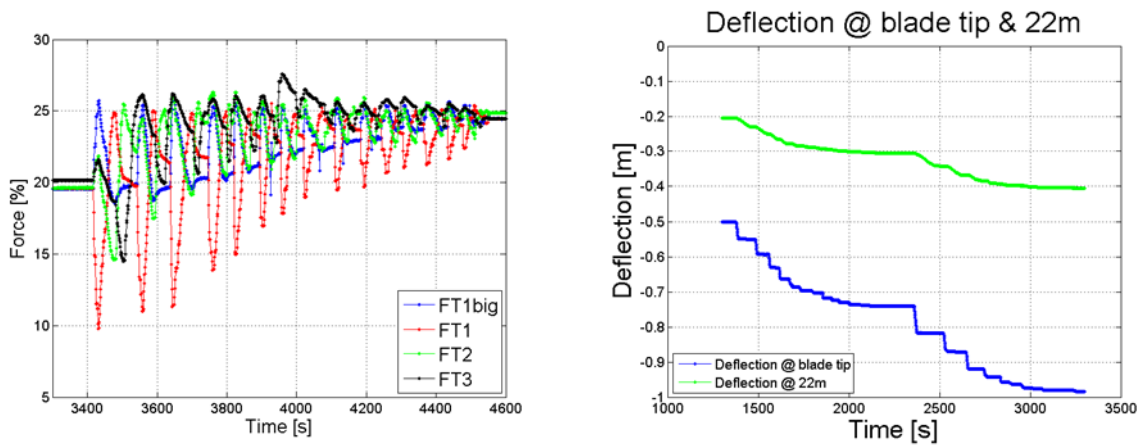 Deflection @ blade tip & 22m
30
25
20
15
10
5
Force [%]
3400 3600 3800 4000 4200 4400 4600
Time [s]
FT1big
FT1
FT2
FT3
0
-0.1
-0.2
-0.3
-0.4
-0.5
-0.6
-0.7
-0.8
-0.9
-1
Deflection [m]
1000 1500 2000 2500 3000 3500
Time [s]
Deflection @ blade tip
Deflection @ 22m